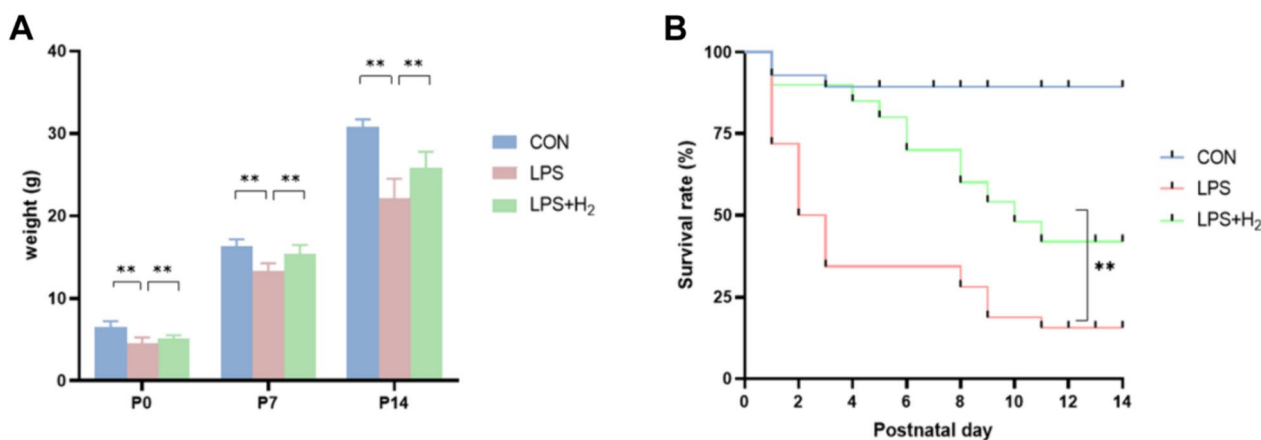 A
weight (g)
40
30
20
10
0
** **
** **
** **
P0 P7 P14
CON
LPS
LPS+H₂
B
Survival rate (%)
100
75
50
25
0
**
0 2 4 6 8 10 12 14
Postnatal day
CON
LPS
LPS+H₂